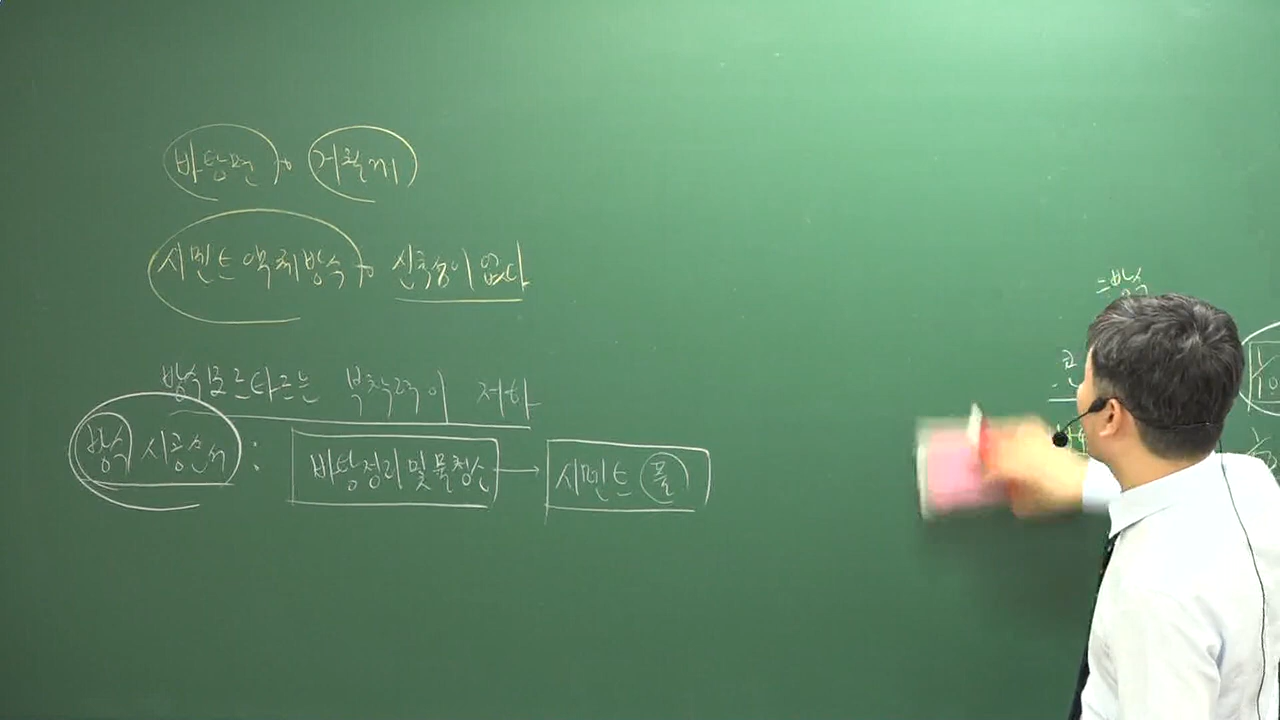 바탕면 → 거칠게
시멘트 액체방수 → 신축성이 없다
방수모르타르는 부착력이 저하
방수 시공순서 : 바탕정리 및 물청소 → 시멘트 풀